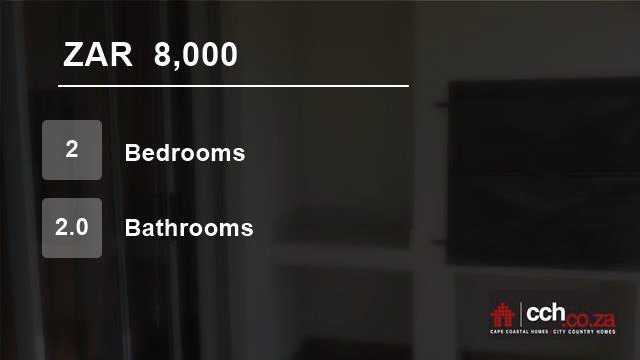 ZAR 8,000
2 Bedrooms
2.0 Bathrooms
cch.co.za
CAPE COASTAL HOMES · CITY COUNTRY HOMES